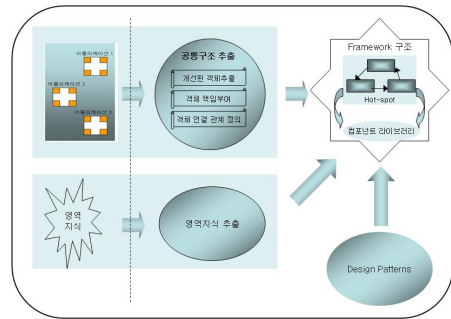 어플리케이션 1
어플리케이션 2
어플리케이션 3
공통구조 추출
개선된 객체추출
객체 책임부여
객체 연결 관계 정의
Framework 구조
Hot-spot
컴포넌트 라이브러리
영역
지식
영역지식 추출
Design Patterns